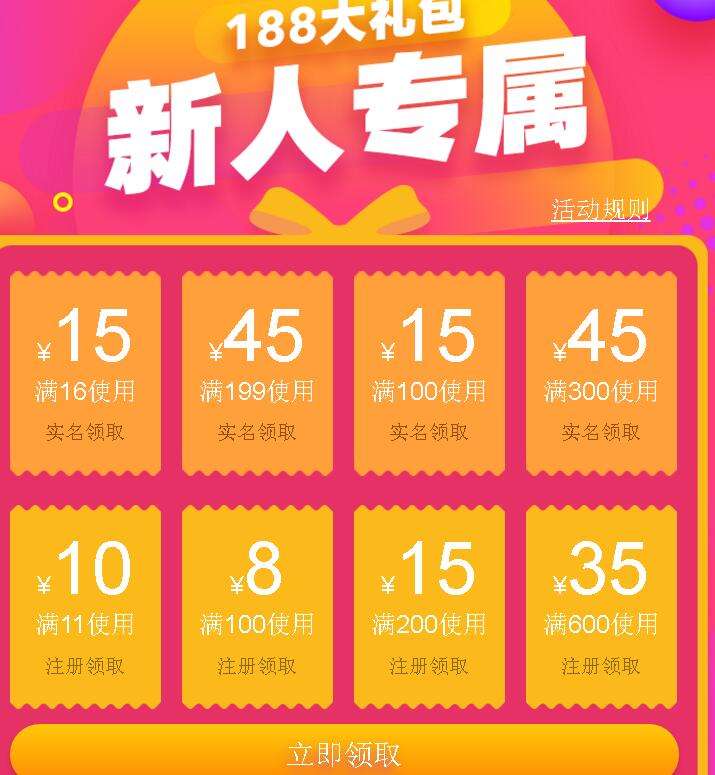 188大礼包
新人专属
活动规则
¥15 ¥45 ¥15 ¥45
满16使用 满199使用 满100使用 满300使用
实名领取 实名领取 实名领取 实名领取
¥10 ¥8 ¥15 ¥35
满11使用 满100使用 满200使用 满600使用
注册领取 注册领取 注册领取 注册领取
立即领取